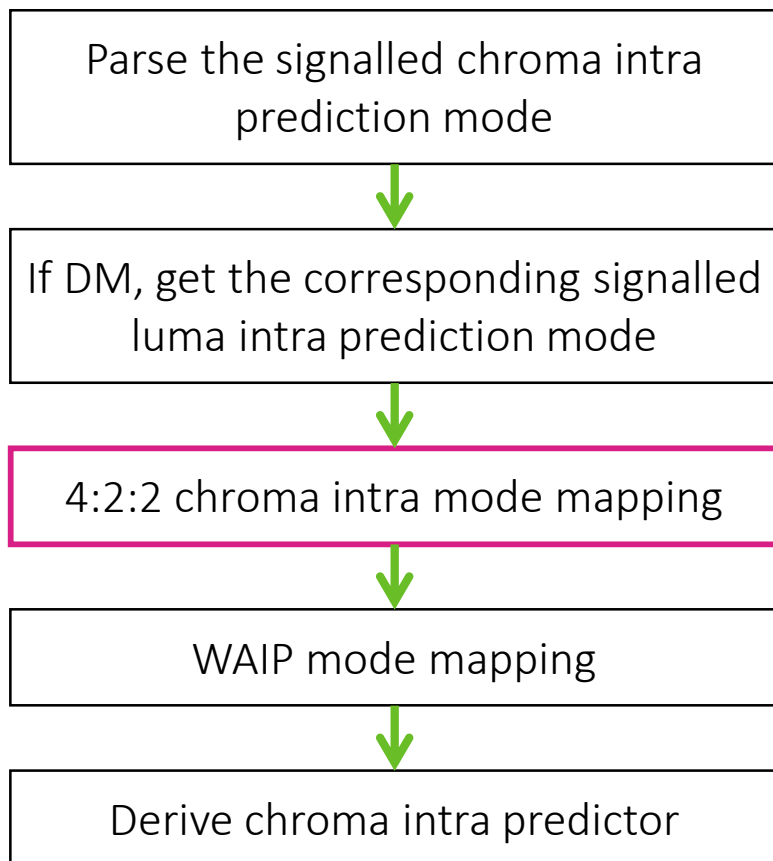 Parse the signalled chroma intra
prediction mode
If DM, get the corresponding signalled
luma intra prediction mode
4:2:2 chroma intra mode mapping
WAIP mode mapping
Derive chroma intra predictor